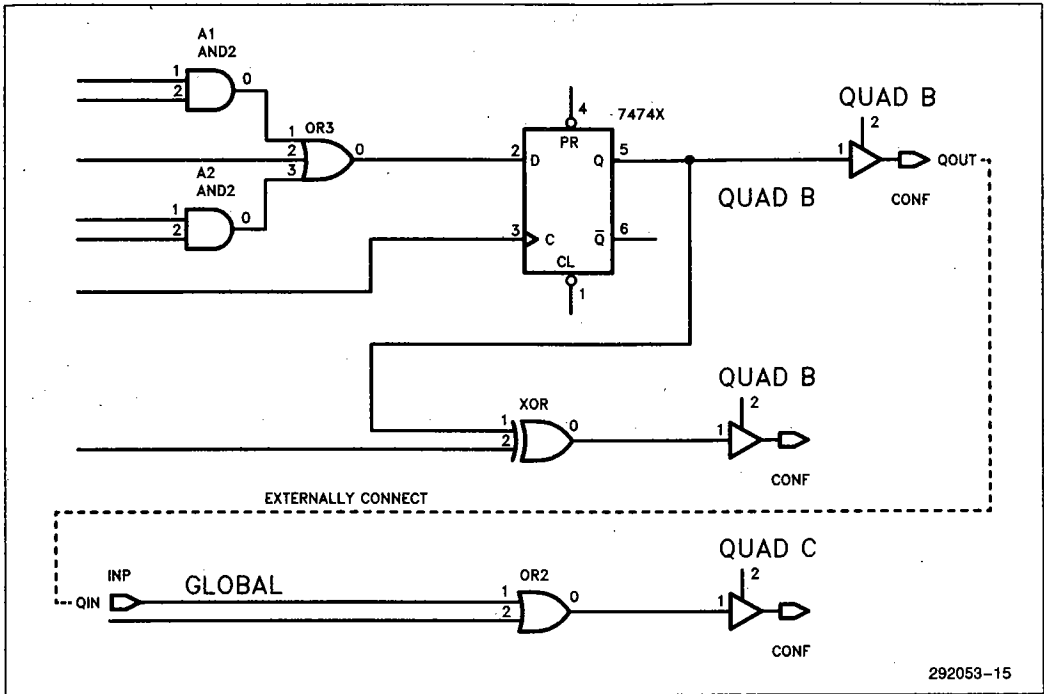 A1
AND2
1
2
0
OR3
1
2
3
0
A2
AND2
1
2
0
4
7474X
PR
2
D
Q
5
3
C
Q̅
6
CL
1
QUAD B
QUAD B
2
1
QOUT
CONF
XOR
1
2
0
QUAD B
2
1
CONF
EXTERNALLY CONNECT
QIN
INP
GLOBAL
OR2
1
2
0
QUAD C
2
1
CONF
292053-15